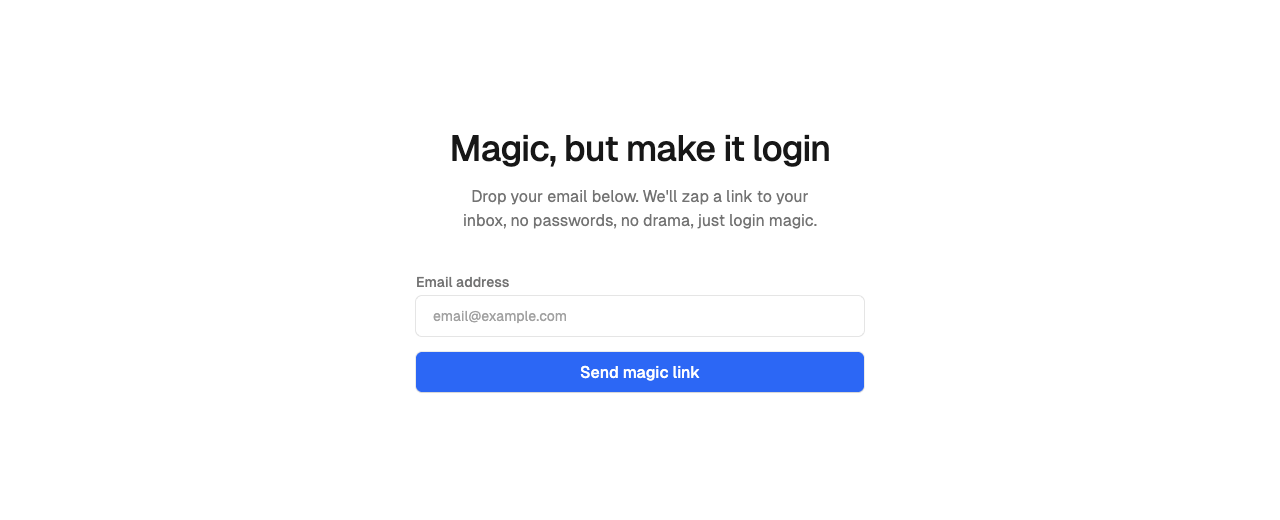 Magic, but make it login
Drop your email below. We'll zap a link to your
inbox, no passwords, no drama, just login magic.
Email address
email@example.com
Send magic link